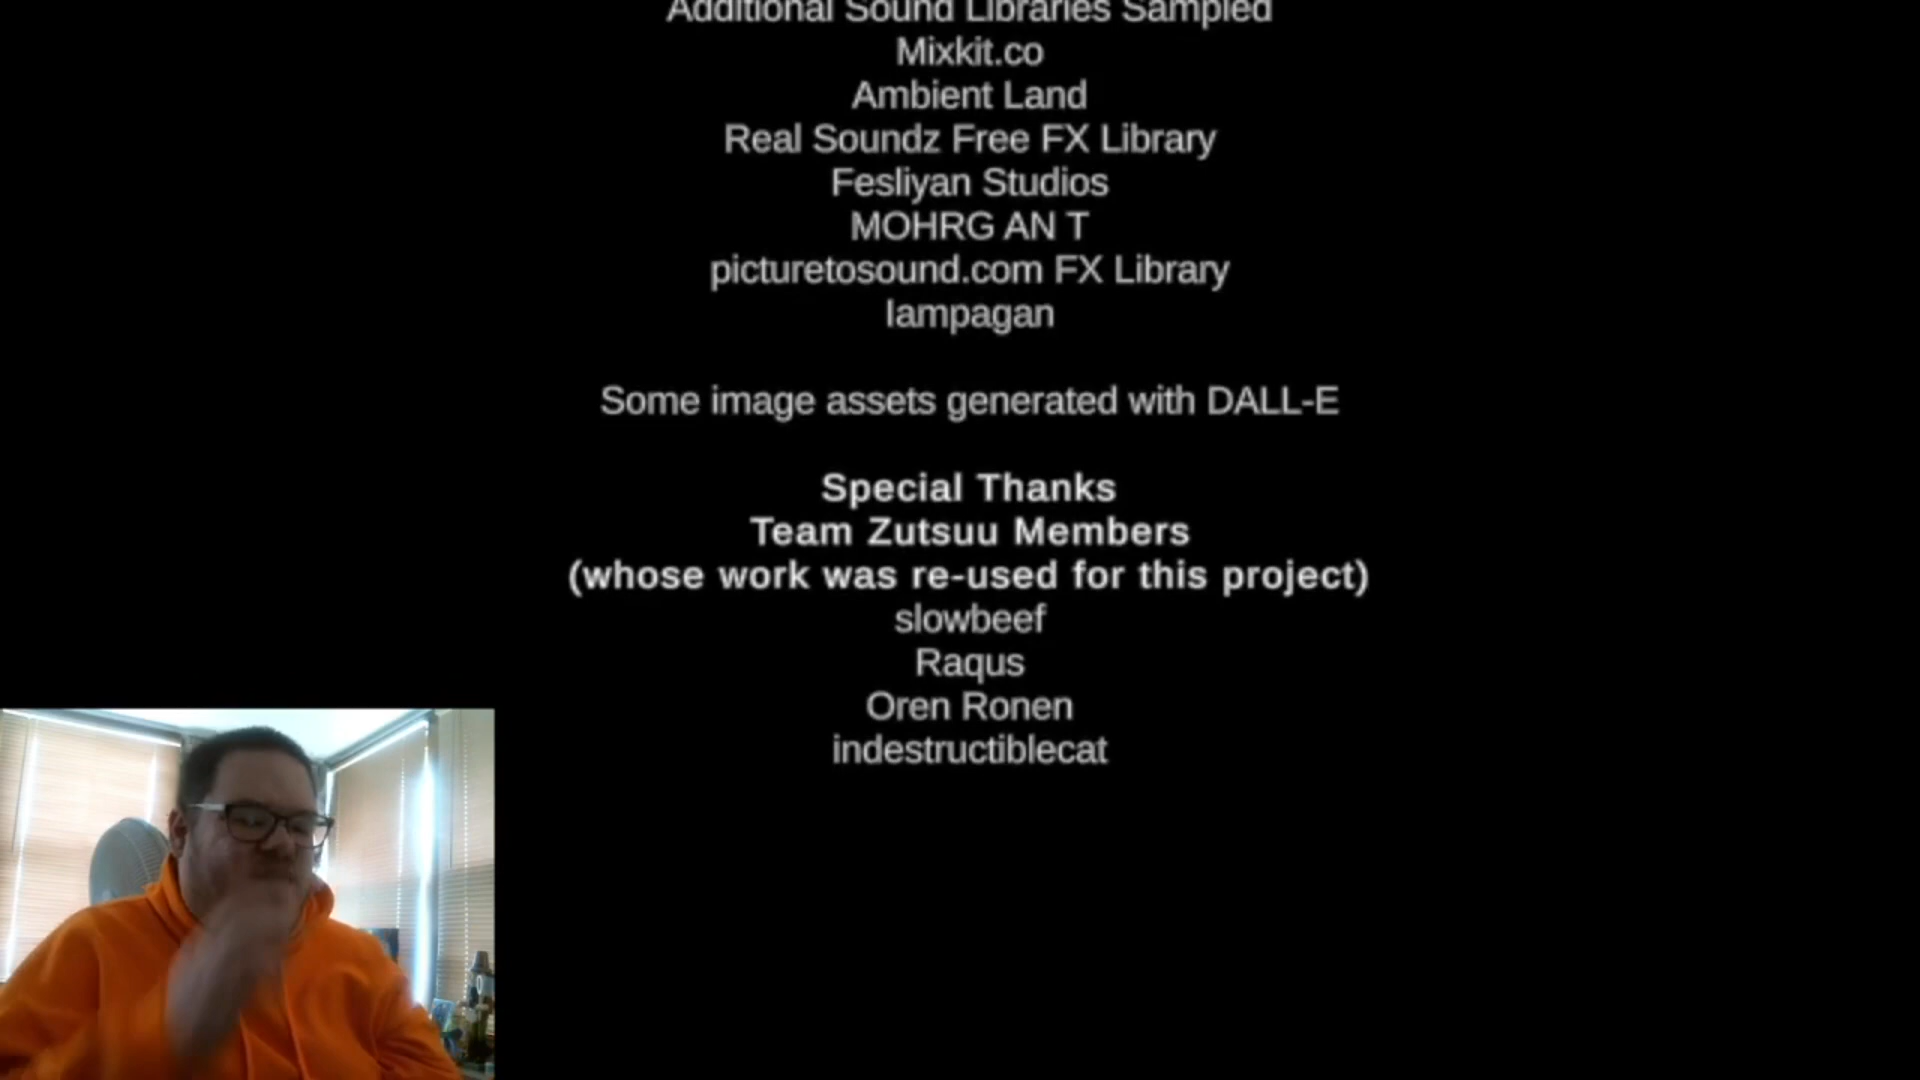 Additional Sound Libraries Sampled
Mixkit.co
Ambient Land
Real Soundz Free FX Library
Fesliyan Studios
MOHRG AN T
picturetosound.com FX Library
Iampagan
Some image assets generated with DALL-E
Special Thanks
Team Zutsuu Members
(whose work was re-used for this project)
slowbeef
Raqus
Oren Ronen
indestructiblecat